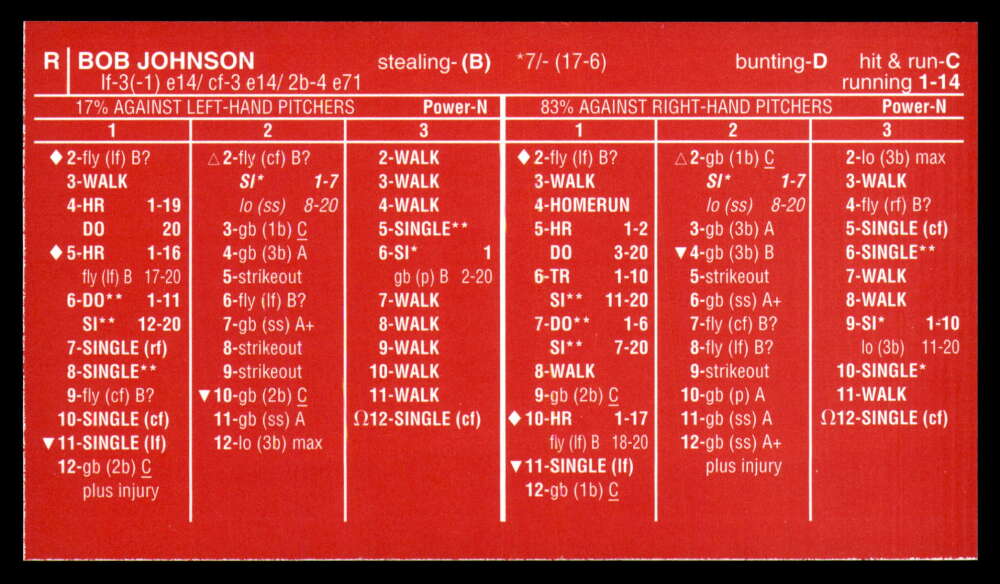 R BOB JOHNSON stealing- (B) *7/- (17-6) bunting-D hit & run-C
lf-3(-1) e14/ cf-3 e14/ 2b-4 e71 running 1-14
17% AGAINST LEFT-HAND PITCHERS Power-N
1 2 3
♦2-fly (lf) B?
3-WALK
4-HR 1-19
DO 20
♦5-HR 1-16
fly (lf) B 17-20
6-DO** 1-11
SI** 12-20
7-SINGLE (rf)
8-SINGLE**
9-fly (cf) B?
10-SINGLE (cf)
▼11-SINGLE (lf)
12-gb (2b) C
plus injury
△2-fly (cf) B?
SI* 1-7
lo (ss) 8-20
3-gb (1b) C
4-gb (3b) A
5-strikeout
6-fly (lf) B?
7-gb (ss) A+
8-strikeout
9-strikeout
▼10-gb (2b) C
11-gb (ss) A
12-lo (3b) max
2-WALK
3-WALK
4-WALK
5-SINGLE**
6-SI* 1
gb (p) B 2-20
7-WALK
8-WALK
9-WALK
10-WALK
11-WALK
Ω12-SINGLE (cf)
83% AGAINST RIGHT-HAND PITCHERS Power-N
1 2 3
♦2-fly (lf) B?
3-WALK
4-HOMERUN
5-HR 1-2
DO 3-20
6-TR 1-10
SI** 11-20
7-DO** 1-6
SI** 7-20
8-WALK
9-gb (2b) C
♦10-HR 1-17
fly (lf) B 18-20
▼11-SINGLE (lf)
12-gb (1b) C
△2-gb (1b) C
SI* 1-7
lo (ss) 8-20
3-gb (3b) A
▼4-gb (3b) B
5-strikeout
6-gb (ss) A+
7-fly (cf) B?
8-fly (lf) B?
9-strikeout
10-gb (p) A
11-gb (ss) A
12-gb (ss) A+
plus injury
2-lo (3b) max
3-WALK
4-fly (rf) B?
5-SINGLE (cf)
6-SINGLE**
7-WALK
8-WALK
9-SI* 1-10
lo (3b) 11-20
10-SINGLE*
11-WALK
Ω12-SINGLE (cf)